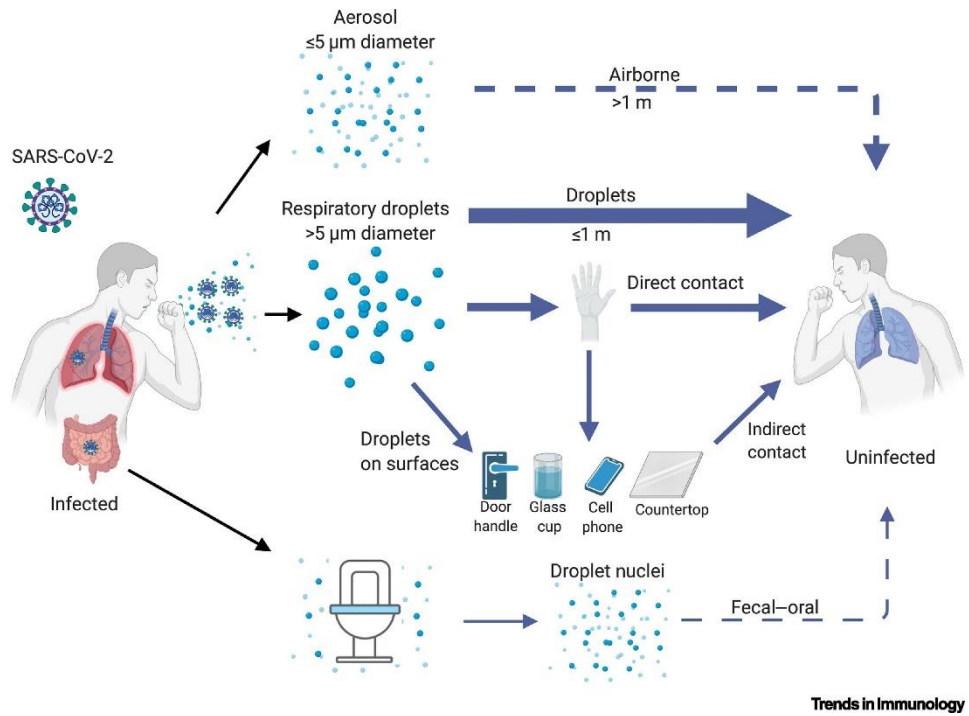 Aerosol
≤5 μm diameter
Airborne
>1 m
SARS-CoV-2
Respiratory droplets
>5 μm diameter
Droplets
≤1 m
Direct contact
Droplets
on surfaces
Indirect
contact
Infected
Uninfected
Door
handle
Glass
cup
Cell
phone
Countertop
Droplet nuclei
Fecal–oral
Trends in Immunology